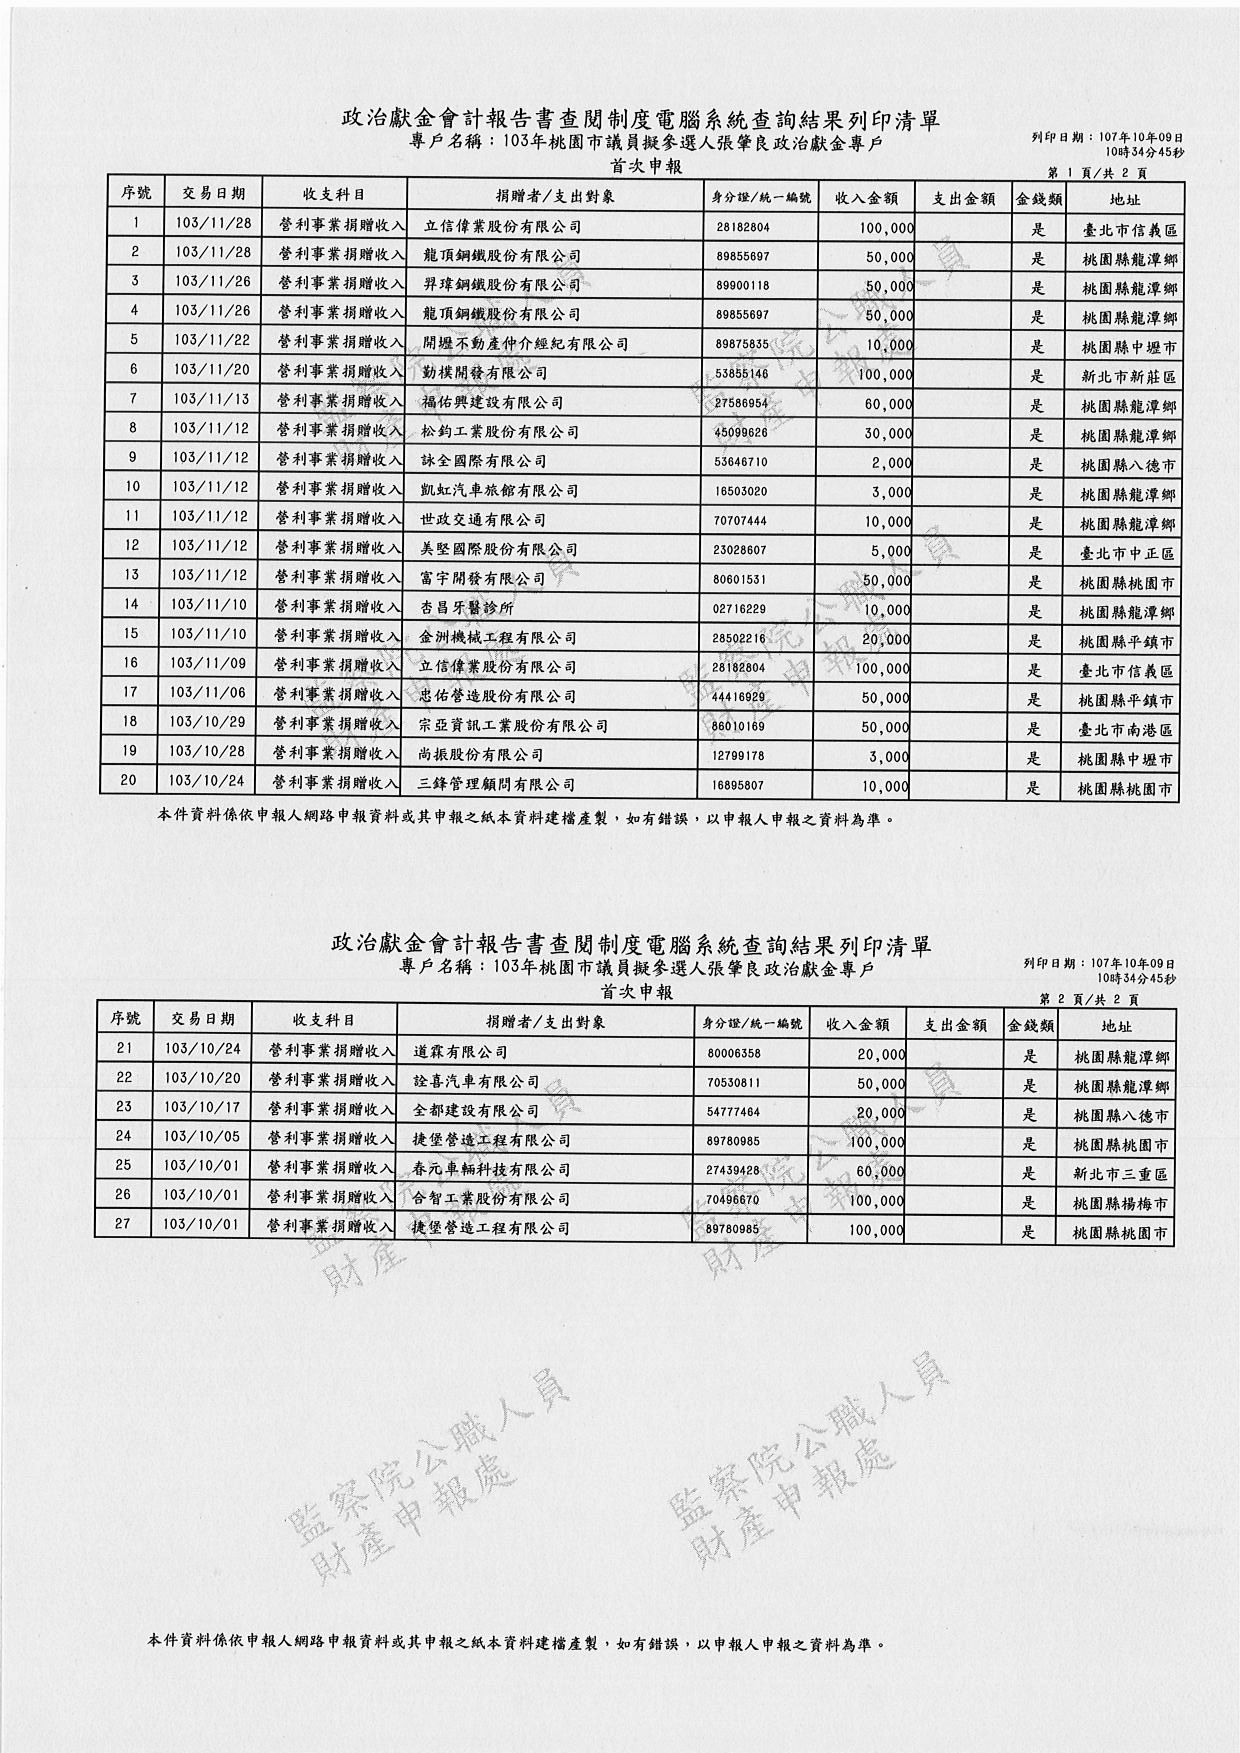 政治獻金會計報告書查閱制度電腦系統查詢結果列印清單
專戶名稱：103年桃園市議員擬參選人張肇良政治獻金專戶
首次申報
列印日期：107年10月09日
10時34分45秒
第 1 頁/共 2 頁
序號 交易日期 收支科目 捐贈者/支出對象 身分證/統一編號 收入金額 支出金額 金錢類 地址
1 103/11/28 營利事業捐贈收入 立信偉業股份有限公司 28182804 100,000 是 臺北市信義區
2 103/11/28 營利事業捐贈收入 龍頂鋼鐵股份有限公司 89855697 50,000 是 桃園縣龍潭鄉
3 103/11/26 營利事業捐贈收入 羿瑋鋼鐵股份有限公司 89900118 50,000 是 桃園縣龍潭鄉
4 103/11/26 營利事業捐贈收入 龍頂鋼鐵股份有限公司 89855697 50,000 是 桃園縣龍潭鄉
5 103/11/22 營利事業捐贈收入 開壢不動產仲介經紀有限公司 89875835 10,000 是 桃園縣中壢市
6 103/11/20 營利事業捐贈收入 勤樸開發有限公司 53855146 100,000 是 新北市新莊區
7 103/11/13 營利事業捐贈收入 福佑興建設有限公司 27586954 60,000 是 桃園縣龍潭鄉
8 103/11/12 營利事業捐贈收入 松鈞工業股份有限公司 45099626 30,000 是 桃園縣龍潭鄉
9 103/11/12 營利事業捐贈收入 詠全國際有限公司 53646710 2,000 是 桃園縣八德市
10 103/11/12 營利事業捐贈收入 凱虹汽車旅館有限公司 16503020 3,000 是 桃園縣龍潭鄉
11 103/11/12 營利事業捐贈收入 世政交通有限公司 70707444 10,000 是 桃園縣龍潭鄉
12 103/11/12 營利事業捐贈收入 美堅國際股份有限公司 23028607 5,000 是 臺北市中正區
13 103/11/12 營利事業捐贈收入 富宇開發有限公司 80601531 50,000 是 桃園縣桃園市
14 103/11/10 營利事業捐贈收入 杏昌牙醫診所 02716229 10,000 是 桃園縣龍潭鄉
15 103/11/10 營利事業捐贈收入 金洲機械工程有限公司 28502216 20,000 是 桃園縣平鎮市
16 103/11/09 營利事業捐贈收入 立信偉業股份有限公司 28182804 100,000 是 臺北市信義區
17 103/11/06 營利事業捐贈收入 忠佑營造股份有限公司 44416929 50,000 是 桃園縣平鎮市
18 103/10/29 營利事業捐贈收入 宗亞資訊工業股份有限公司 86010169 50,000 是 臺北市南港區
19 103/10/28 營利事業捐贈收入 尚振股份有限公司 12799178 3,000 是 桃園縣中壢市
20 103/10/24 營利事業捐贈收入 三鋒管理顧問有限公司 16895807 10,000 是 桃園縣桃園市
本件資料係依申報人網路申報資料或其申報之紙本資料建檔產製，如有錯誤，以申報人申報之資料為準。
政治獻金會計報告書查閱制度電腦系統查詢結果列印清單
專戶名稱：103年桃園市議員擬參選人張肇良政治獻金專戶
首次申報
列印日期：107年10月09日
10時34分45秒
第 2 頁/共 2 頁
序號 交易日期 收支科目 捐贈者/支出對象 身分證/統一編號 收入金額 支出金額 金錢類 地址
21 103/10/24 營利事業捐贈收入 道霖有限公司 80006358 20,000 是 桃園縣龍潭鄉
22 103/10/20 營利事業捐贈收入 詮喜汽車有限公司 70530811 50,000 是 桃園縣龍潭鄉
23 103/10/17 營利事業捐贈收入 全都建設有限公司 54777464 20,000 是 桃園縣八德市
24 103/10/05 營利事業捐贈收入 捷堡營造工程有限公司 89780985 100,000 是 桃園縣桃園市
25 103/10/01 營利事業捐贈收入 春元車輛科技有限公司 27439428 60,000 是 新北市三重區
26 103/10/01 營利事業捐贈收入 合智工業股份有限公司 70496670 100,000 是 桃園縣楊梅市
27 103/10/01 營利事業捐贈收入 捷堡營造工程有限公司 89780985 100,000 是 桃園縣桃園市
監察院公職人員
財產申報處
監察院公職人員
財產申報處
本件資料係依申報人網路申報資料或其申報之紙本資料建檔產製，如有錯誤，以申報人申報之資料為準。